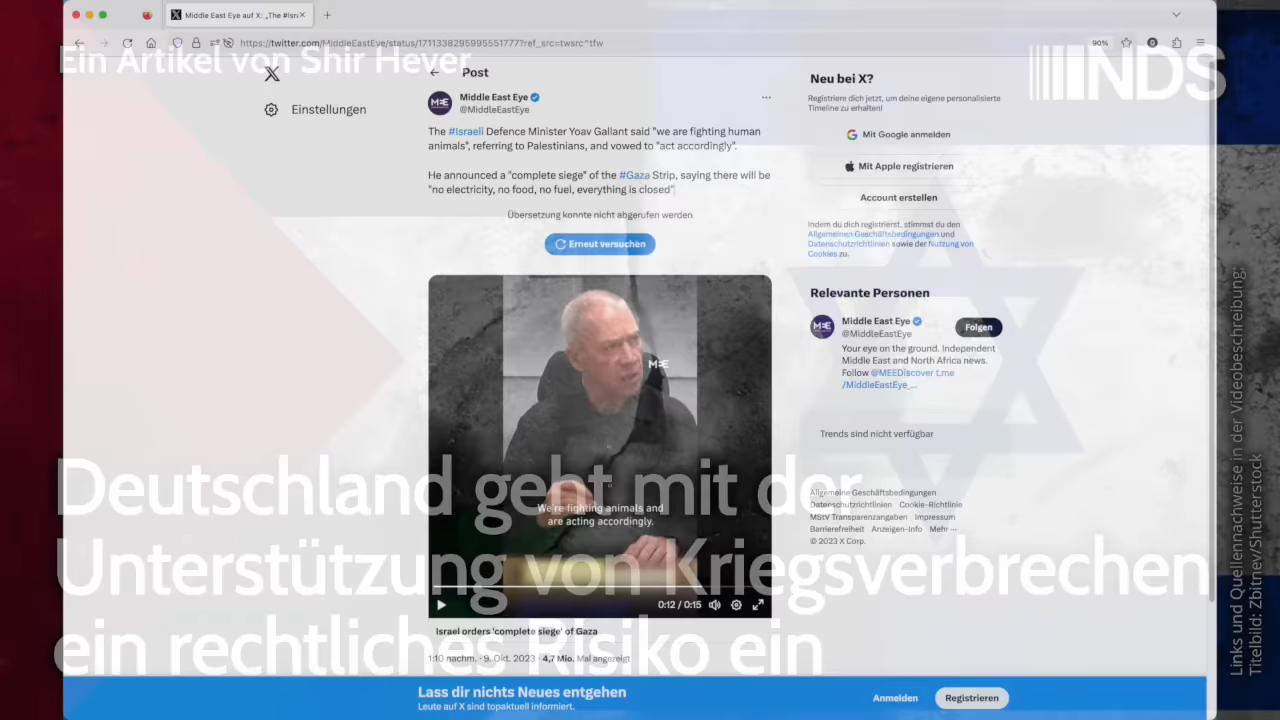 Middle East Eye auf X: „The #Isra
https://twitter.com/MiddleEastEye/status/1711338295995551777?ref_src=twsrc^tfw
90%
Ein Artikel von Shir Hever
NDS
Einstellungen
Post
Middle East Eye
@MiddleEastEye
The #Israeli Defence Minister Yoav Gallant said "we are fighting human
animals", referring to Palestinians, and vowed to "act accordingly".
He announced a "complete siege" of the #Gaza Strip, saying there will be
"no electricity, no food, no fuel, everything is closed"
Übersetzung konnte nicht abgerufen werden
Erneut versuchen
MEE
We're fighting animals and
are acting accordingly.
0:12 / 0:15
Israel orders 'complete siege' of Gaza
1:10 nachm. · 9. Okt. 2023 · 4,7 Mio. Mal angezeigt
Neu bei X?
Registriere dich jetzt, um deine eigene personalisierte
Timeline zu erhalten!
Mit Google anmelden
Mit Apple registrieren
Account erstellen
Indem du dich registrierst, stimmst du den
Allgemeinen Geschäftsbedingungen und
Datenschutzrichtlinien sowie der Nutzung von
Cookies zu.
Relevante Personen
Middle East Eye
@MiddleEastEye
Folgen
Your eye on the ground. Independent
Middle East and North Africa news.
Follow @MEEDiscover t.me
/MiddleEastEye_...
Trends sind nicht verfügbar
Allgemeine Geschäftsbedingungen
Datenschutzrichtlinien Cookie-Richtlinie
MStV Transparenzangaben Impressum
Barrierefreiheit Anzeigen-Info Mehr ···
© 2023 X Corp.
Deutschland geht mit der
Unterstützung von Kriegsverbrechen
ein rechtliches Risiko ein
Lass dir nichts Neues entgehen
Leute auf X sind topaktuell informiert.
Anmelden
Registrieren
Links und Quellennachweise in der Videobeschreibung;
Titelbild: Zbitnev/Shutterstock